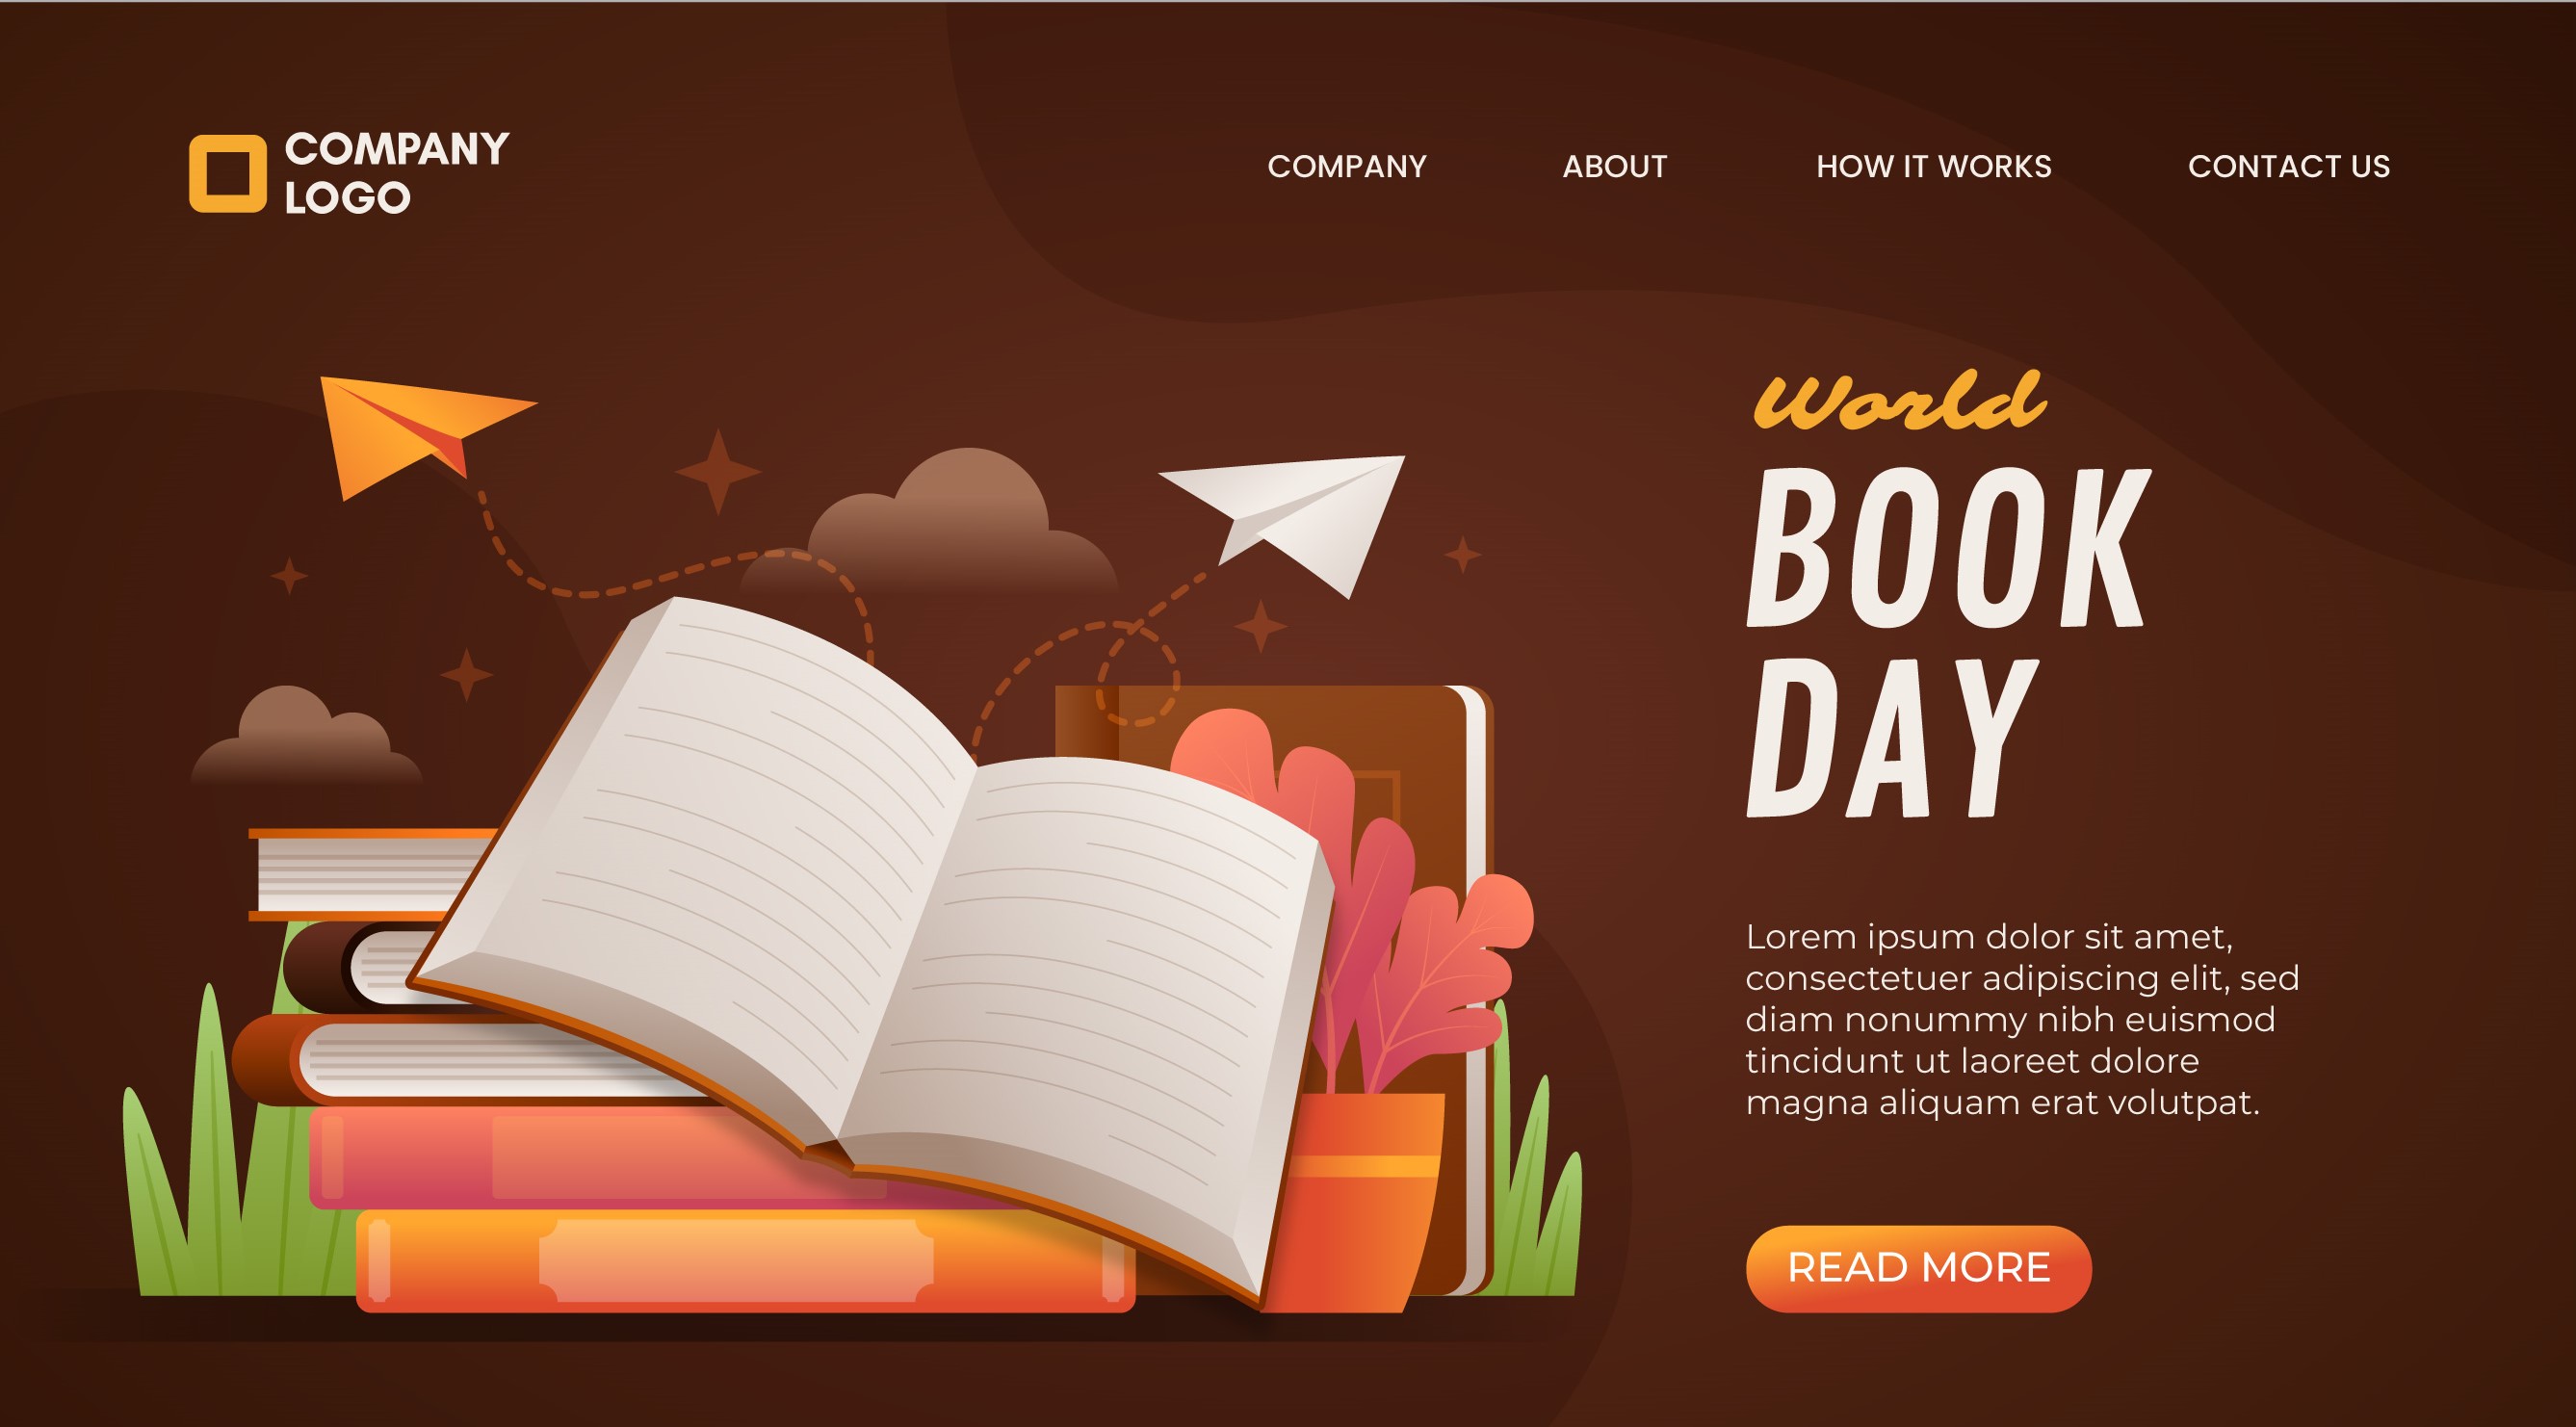 COMPANY
LOGO
COMPANY ABOUT HOW IT WORKS CONTACT US
World
BOOK
DAY
Lorem ipsum dolor sit amet,
consectetuer adipiscing elit, sed
diam nonummy nibh euismod
tincidunt ut laoreet dolore
magna aliquam erat volutpat.
READ MORE